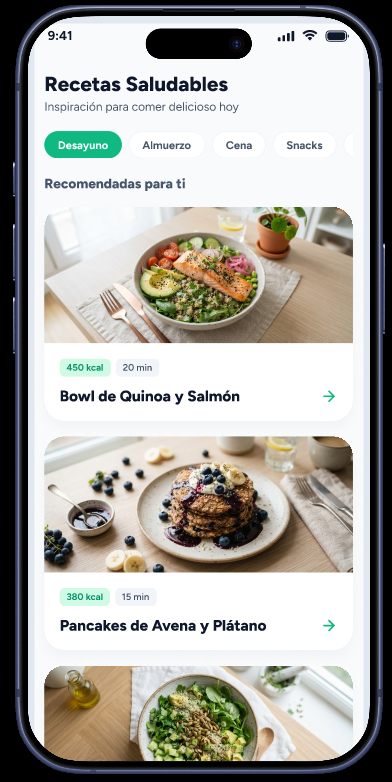 9:41
Recetas Saludables
Inspiración para comer delicioso hoy
Desayuno Almuerzo Cena Snacks
Recomendadas para ti
450 kcal 20 min
Bowl de Quinoa y Salmón
380 kcal 15 min
Pancakes de Avena y Plátano